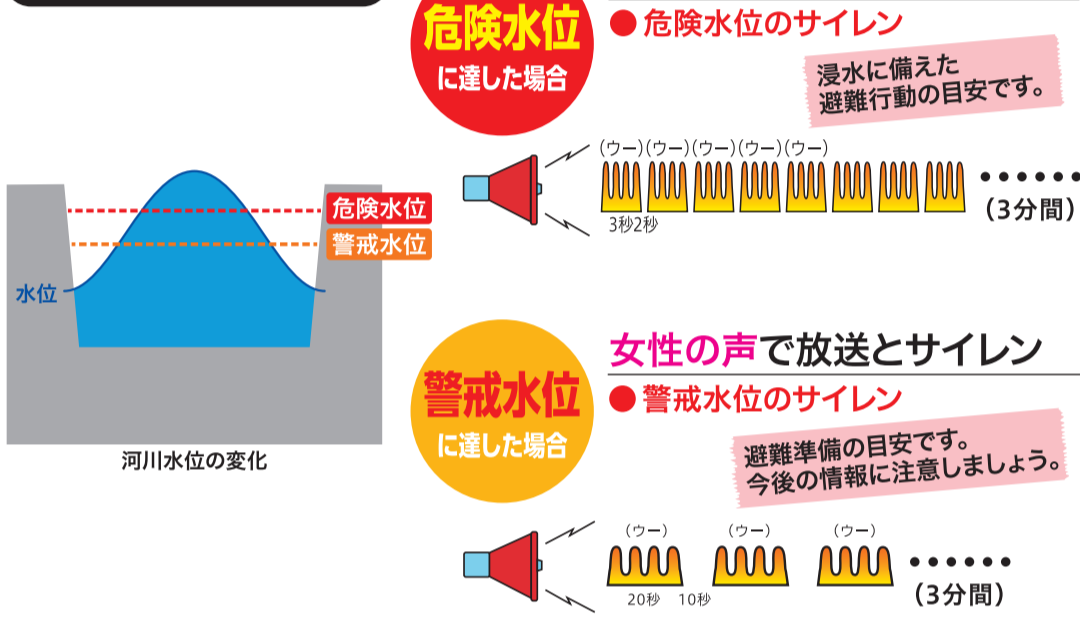 危険水位
に達した場合
●危険水位のサイレン
浸水に備えた
避難行動の目安です。
(ウー)(ウー)(ウー)(ウー)(ウー)
••••••
3秒2秒
(3分間)
危険水位
警戒水位
水位
河川水位の変化
警戒水位
に達した場合
女性の声で放送とサイレン
●警戒水位のサイレン
避難準備の目安です。
今後の情報に注意しましょう。
(ウー) (ウー) (ウー)
••••••
20秒 10秒
(3分間)